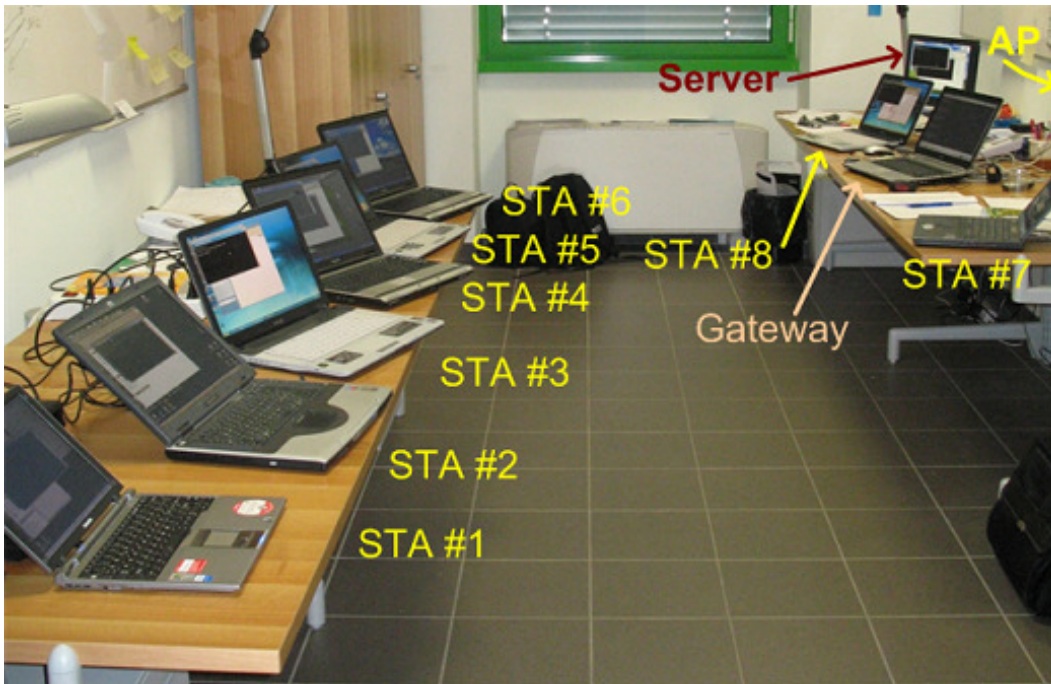 AP
Server
STA #6
STA #5
STA #8
STA #7
STA #4
Gateway
STA #3
STA #2
STA #1